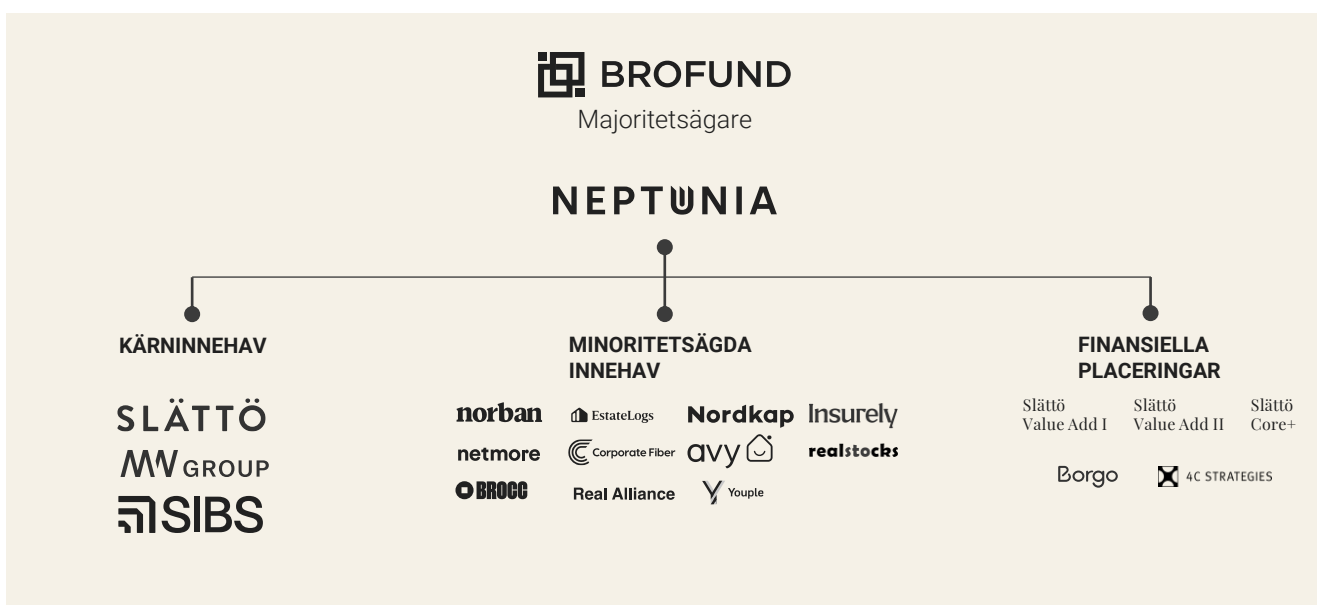 BROFUND
Majoritetsägare
NEPTUNIA
KÄRNINNEHAV
SLÄTTÖ
MW GROUP
SIBS
MINORITETSÄGDA
INNEHAV
norban EstateLogs Nordkap Insurely
netmore Corporate Fiber avy realstocks
BROCC Real Alliance Youple
FINANSIELLA
PLACERINGAR
Slättö Slättö Slättö
Value Add I Value Add II Core+
Borgo 4C STRATEGIES